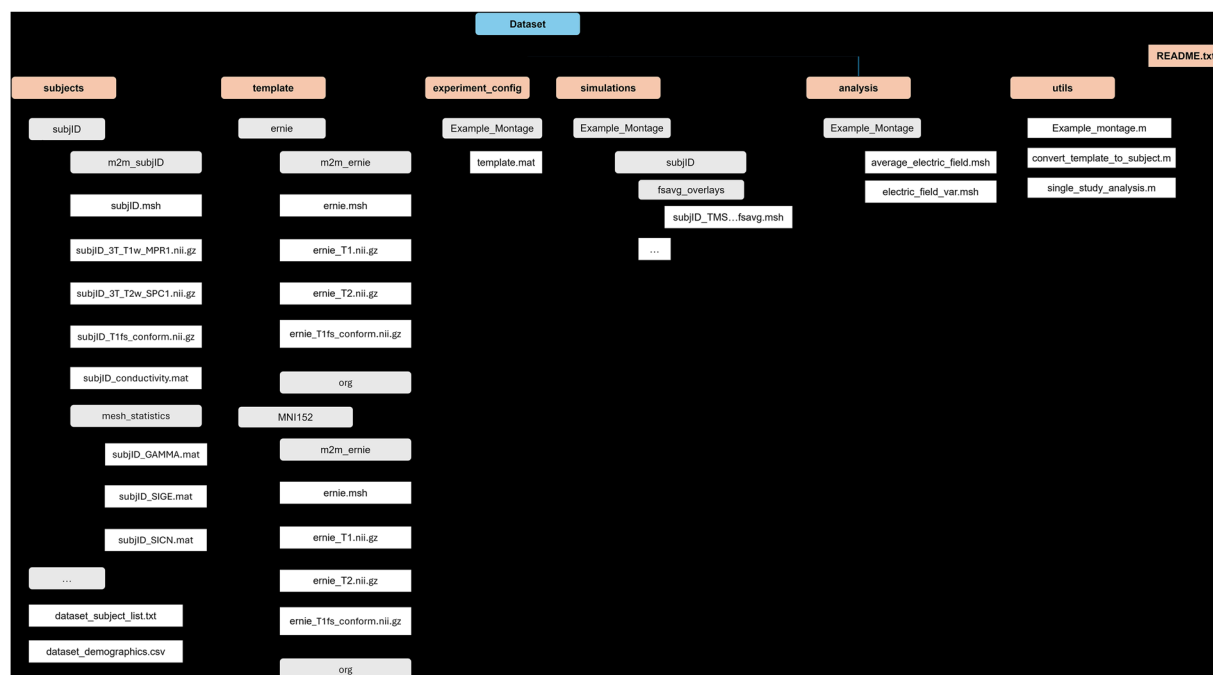 Dataset
README.txt
subjects
subjID
m2m_subjID
subjID.msh
subjID_3T_T1w_MPR1.nii.gz
subjID_3T_T2w_SPC1.nii.gz
subjID_T1fs_conform.nii.gz
subjID_conductivity.mat
mesh_statistics
subjID_GAMMA.mat
subjID_SIGE.mat
subjID_SICN.mat
...
dataset_subject_list.txt
dataset_demographics.csv
template
ernie
m2m_ernie
ernie.msh
ernie_T1.nii.gz
ernie_T2.nii.gz
ernie_T1fs_conform.nii.gz
org
MNI152
m2m_ernie
ernie.msh
ernie_T1.nii.gz
ernie_T2.nii.gz
ernie_T1fs_conform.nii.gz
org
experiment_config
Example_Montage
template.mat
simulations
Example_Montage
subjID
fsavg_overlays
subjID_TMS...fsavg.msh
...
analysis
Example_Montage
average_electric_field.msh
electric_field_var.msh
utils
Example_montage.m
convert_template_to_subject.m
single_study_analysis.m